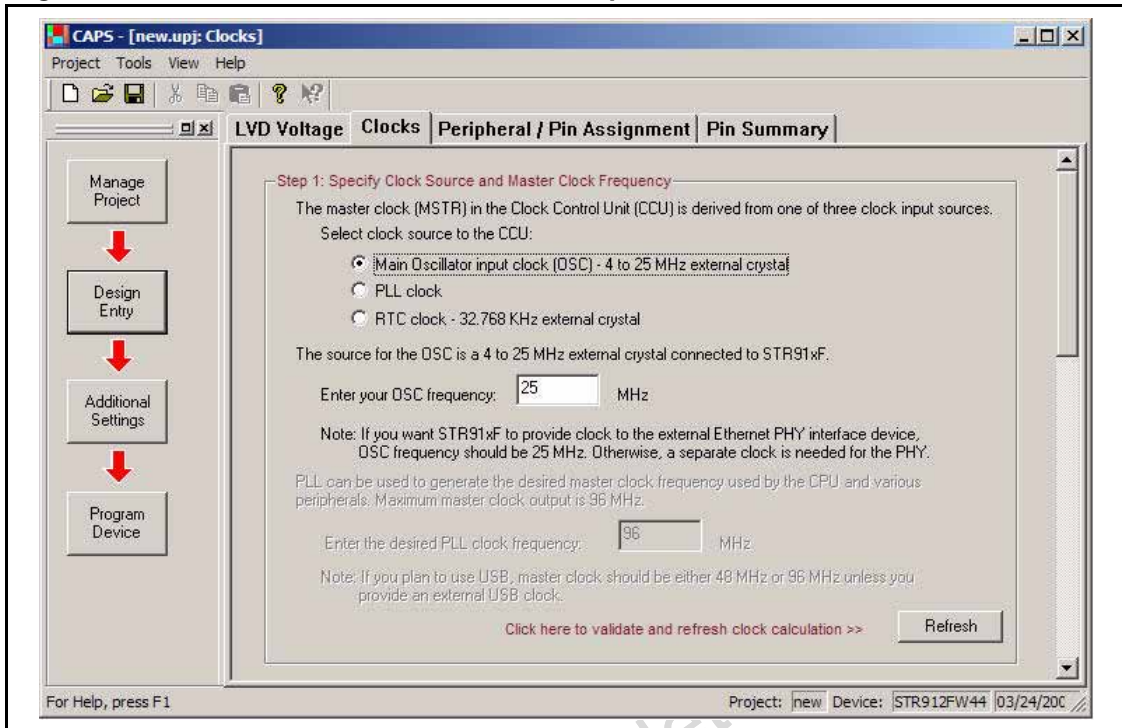 CAPS - [new.upj: Clocks]
Project Tools View Help
LVD Voltage Clocks Peripheral / Pin Assignment Pin Summary
Manage
Project
Design
Entry
Additional
Settings
Program
Device
Step 1: Specify Clock Source and Master Clock Frequency
The master clock (MSTR) in the Clock Control Unit (CCU) is derived from one of three clock input sources.
Select clock source to the CCU:
Main Oscillator input clock (OSC) - 4 to 25 MHz external crystal
PLL clock
RTC clock - 32.768 KHz external crystal
The source for the OSC is a 4 to 25 MHz external crystal connected to STR91xF.
Enter your OSC frequency: 25 MHz
Note: If you want STR91xF to provide clock to the external Ethernet PHY interface device,
OSC frequency should be 25 MHz. Otherwise, a separate clock is needed for the PHY.
PLL can be used to generate the desired master clock frequency used by the CPU and various
peripherals. Maximum master clock output is 96 MHz.
Enter the desired PLL clock frequency: 96 MHz
Note: If you plan to use USB, master clock should be either 48 MHz or 96 MHz unless you
provide an external USB clock.
Click here to validate and refresh clock calculation >> Refresh
For Help, press F1
Project: new Device: STR912FW44 03/24/200